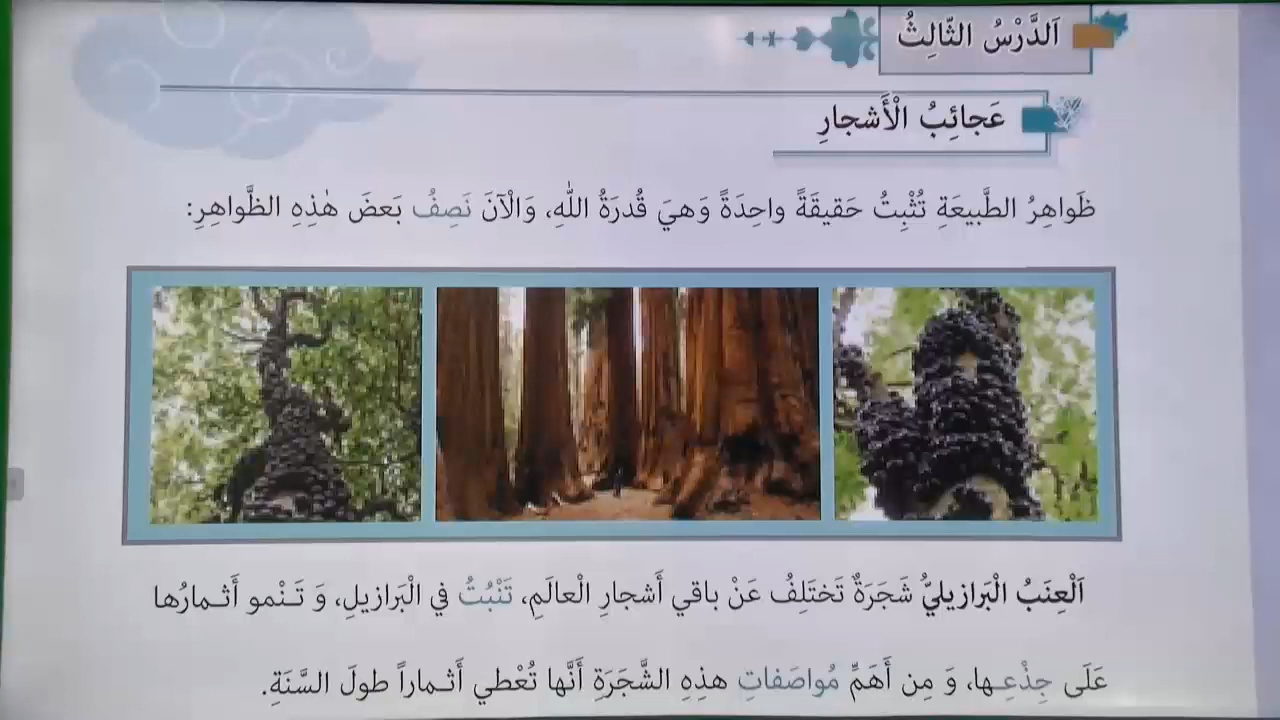 اَلدَّرْسُ الثّالِثُ
عَجائِبُ الْأَشجارِ
ظَواهِرُ الطَّبيعَةِ تُثْبِتُ حَقيقَةً واحِدَةً وَهيَ قُدرَةُ اللّٰهِ، وَالْآنَ نَصِفُ بَعضَ هٰذِهِ الظَّواهِرِ:
اَلْعِنَبُ الْبَرازيليُّ شَجَرَةٌ تَختَلِفُ عَنْ باقي أَشجارِ الْعالَمِ، تَنْبُتُ في الْبَرازيلِ، وَ تَنْمو أَثمارُها
عَلَی جِذْعِها، وَ مِن أَهَمِّ مُواصَفاتِ هذِهِ الشَّجَرَةِ أَنَّها تُعْطي أَثماراً طولَ السَّنَةِ.